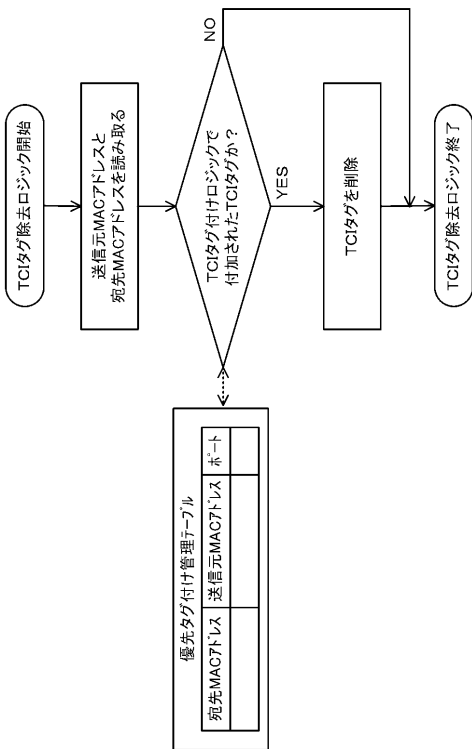 TCIタグ除去ロジック開始
送信元MACアドレスと
宛先MACアドレスを読み取る
TCIタグ付けロジックで
付加されたTCIタグか?
NO
YES
TCIタグを削除
TCIタグ除去ロジック終了
優先タグ付け管理テーブル
宛先MACアドレス 送信元MACアドレス ポート